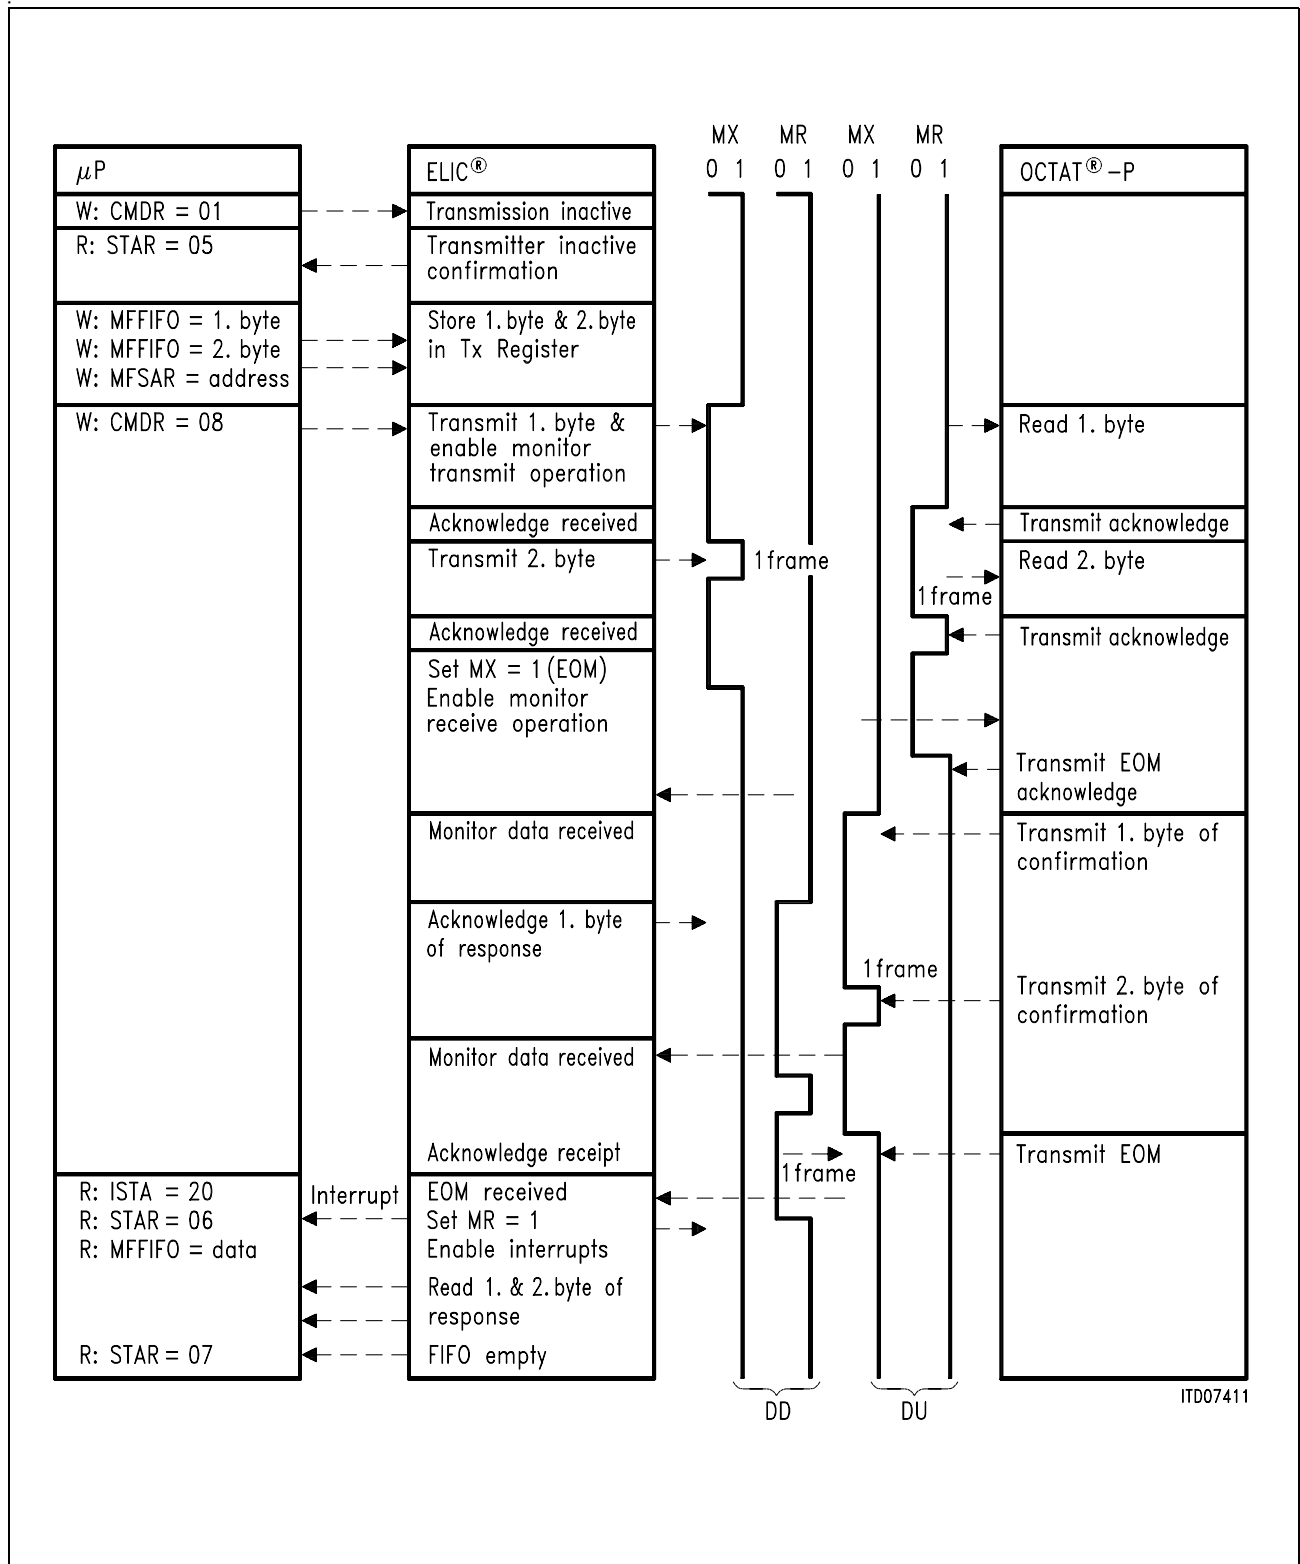 MX MR MX MR
0 1 0 1 0 1 0 1
μP
W: CMDR = 01
R: STAR = 05
W: MFFIFO = 1. byte
W: MFFIFO = 2. byte
W: MFSAR = address
W: CMDR = 08
R: ISTA = 20
R: STAR = 06
R: MFFIFO = data
R: STAR = 07
Interrupt
ELIC®
Transmission inactive
Transmitter inactive
confirmation
Store 1. byte & 2. byte
in Tx Register
Transmit 1. byte &
enable monitor
transmit operation
Acknowledge received
Transmit 2. byte
Acknowledge received
Set MX = 1 (EOM)
Enable monitor
receive operation
Monitor data received
Acknowledge 1. byte
of response
Monitor data received
Acknowledge receipt
EOM received
Set MR = 1
Enable interrupts
Read 1. & 2. byte of
response
FIFO empty
1 frame
1 frame
1 frame
1 frame
DD
DU
OCTAT®-P
Read 1. byte
Transmit acknowledge
Read 2. byte
Transmit acknowledge
Transmit EOM
acknowledge
Transmit 1. byte of
confirmation
Transmit 2. byte of
confirmation
Transmit EOM
ITD07411